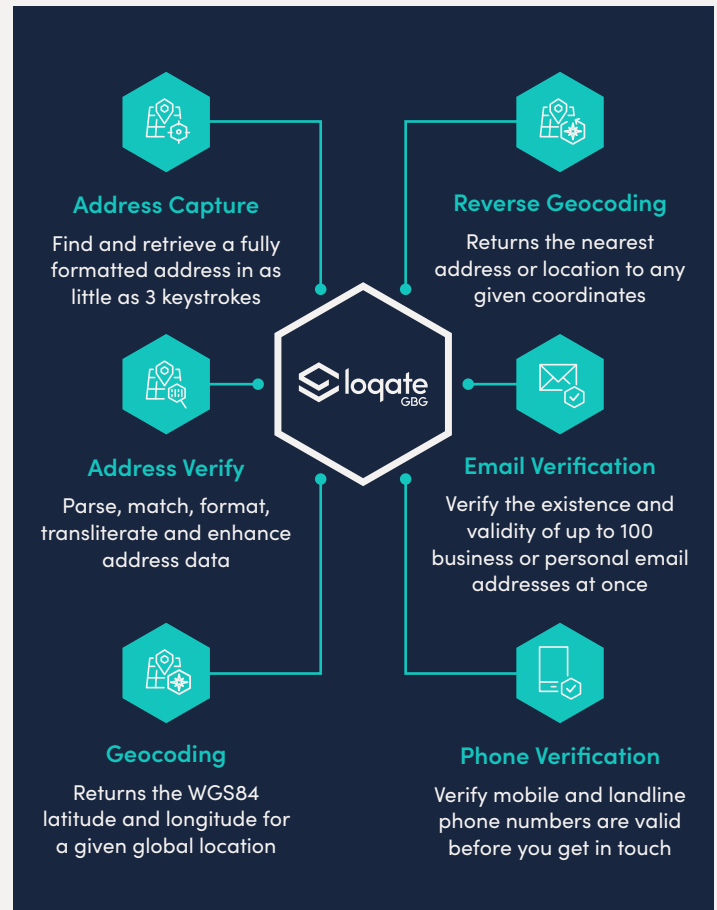 Address Capture
Find and retrieve a fully
formatted address in as
little as 3 keystrokes
Reverse Geocoding
Returns the nearest
address or location to any
given coordinates
loqate
GBG
Address Verify
Parse, match, format,
transliterate and enhance
address data
Email Verification
Verify the existence and
validity of up to 100
business or personal email
addresses at once
Geocoding
Returns the WGS84
latitude and longitude for
a given global location
Phone Verification
Verify mobile and landline
phone numbers are valid
before you get in touch